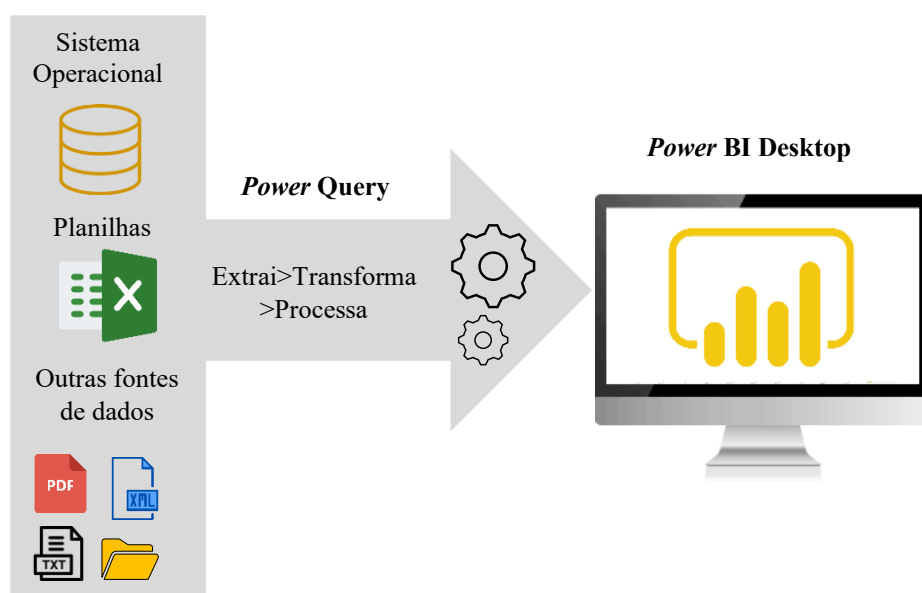 Sistema
Operacional
Planilhas
X
Outras fontes
de dados
PDF
XML
TXT
Power Query
Extrai>Transforma
>Processa
Power BI Desktop